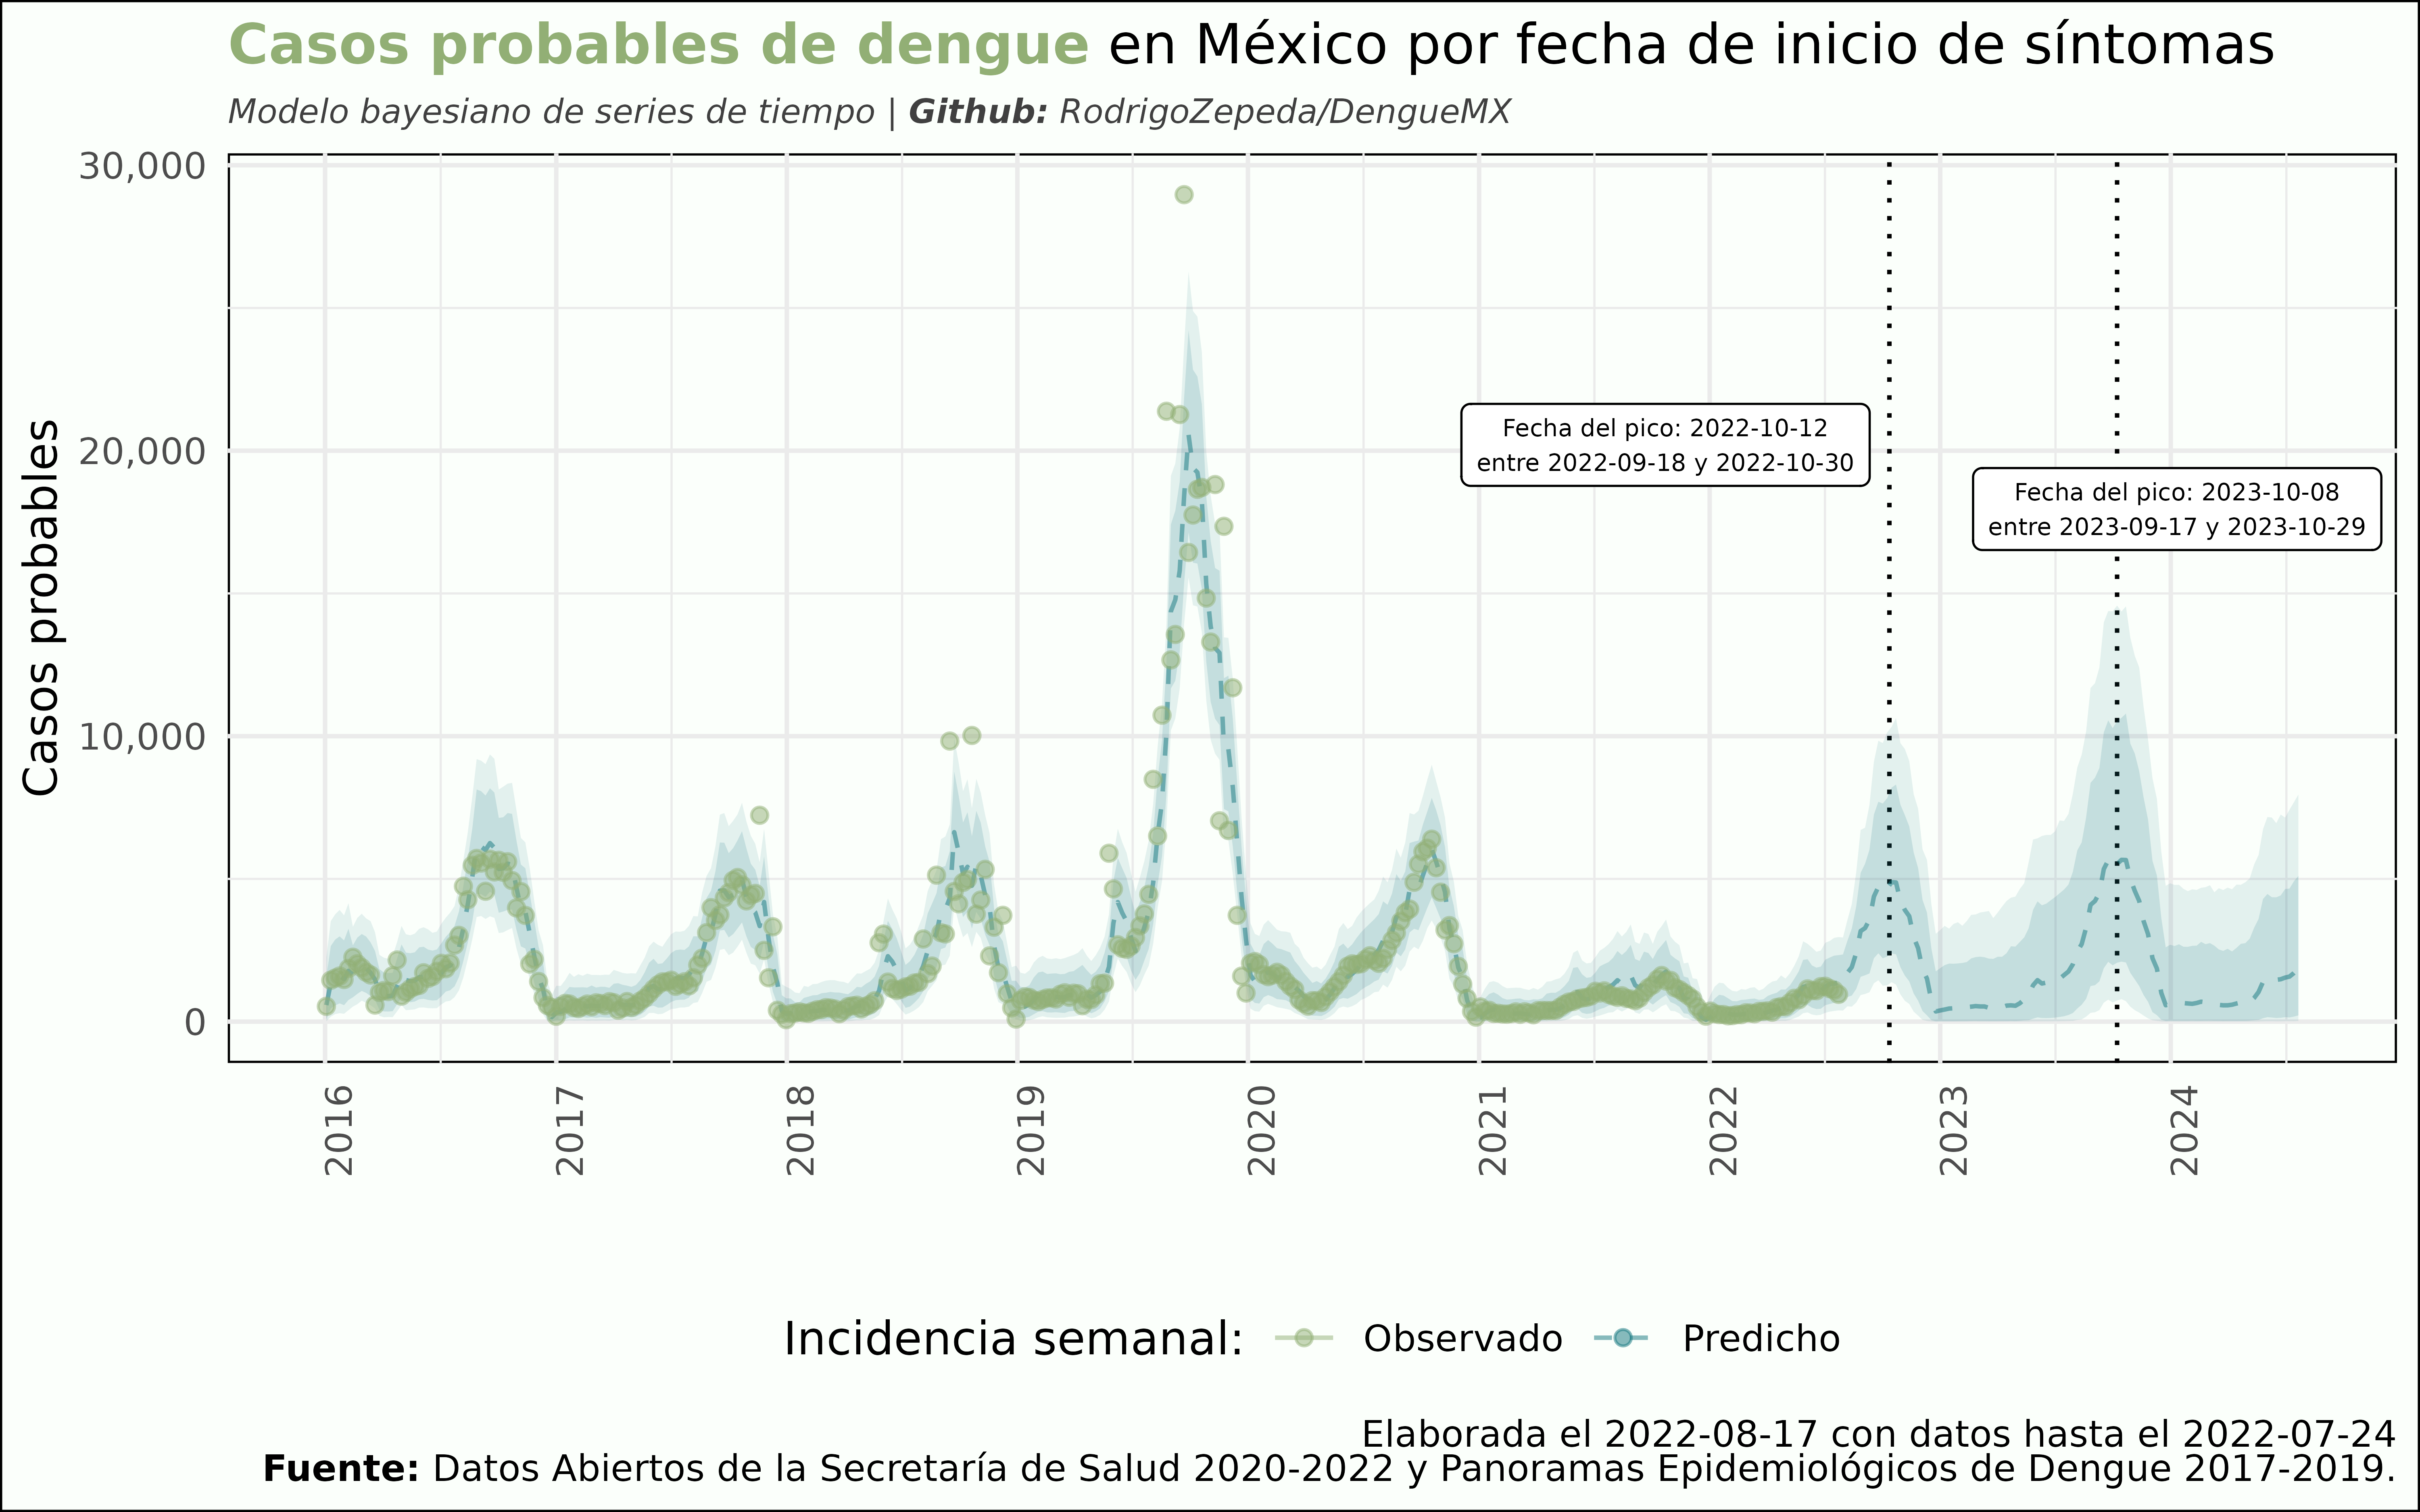 Casos probables de dengue en México por fecha de inicio de síntomas
Modelo bayesiano de series de tiempo | Github: RodrigoZepeda/DengueMX
Casos probables
30,000
20,000
10,000
0
Fecha del pico: 2022-10-12
entre 2022-09-18 y 2022-10-30
Fecha del pico: 2023-10-08
entre 2023-09-17 y 2023-10-29
2016
2017
2018
2019
2020
2021
2022
2023
2024
Incidencia semanal: Observado Predicho
Elaborada el 2022-08-17 con datos hasta el 2022-07-24
Fuente: Datos Abiertos de la Secretaría de Salud 2020-2022 y Panoramas Epidemiológicos de Dengue 2017-2019.